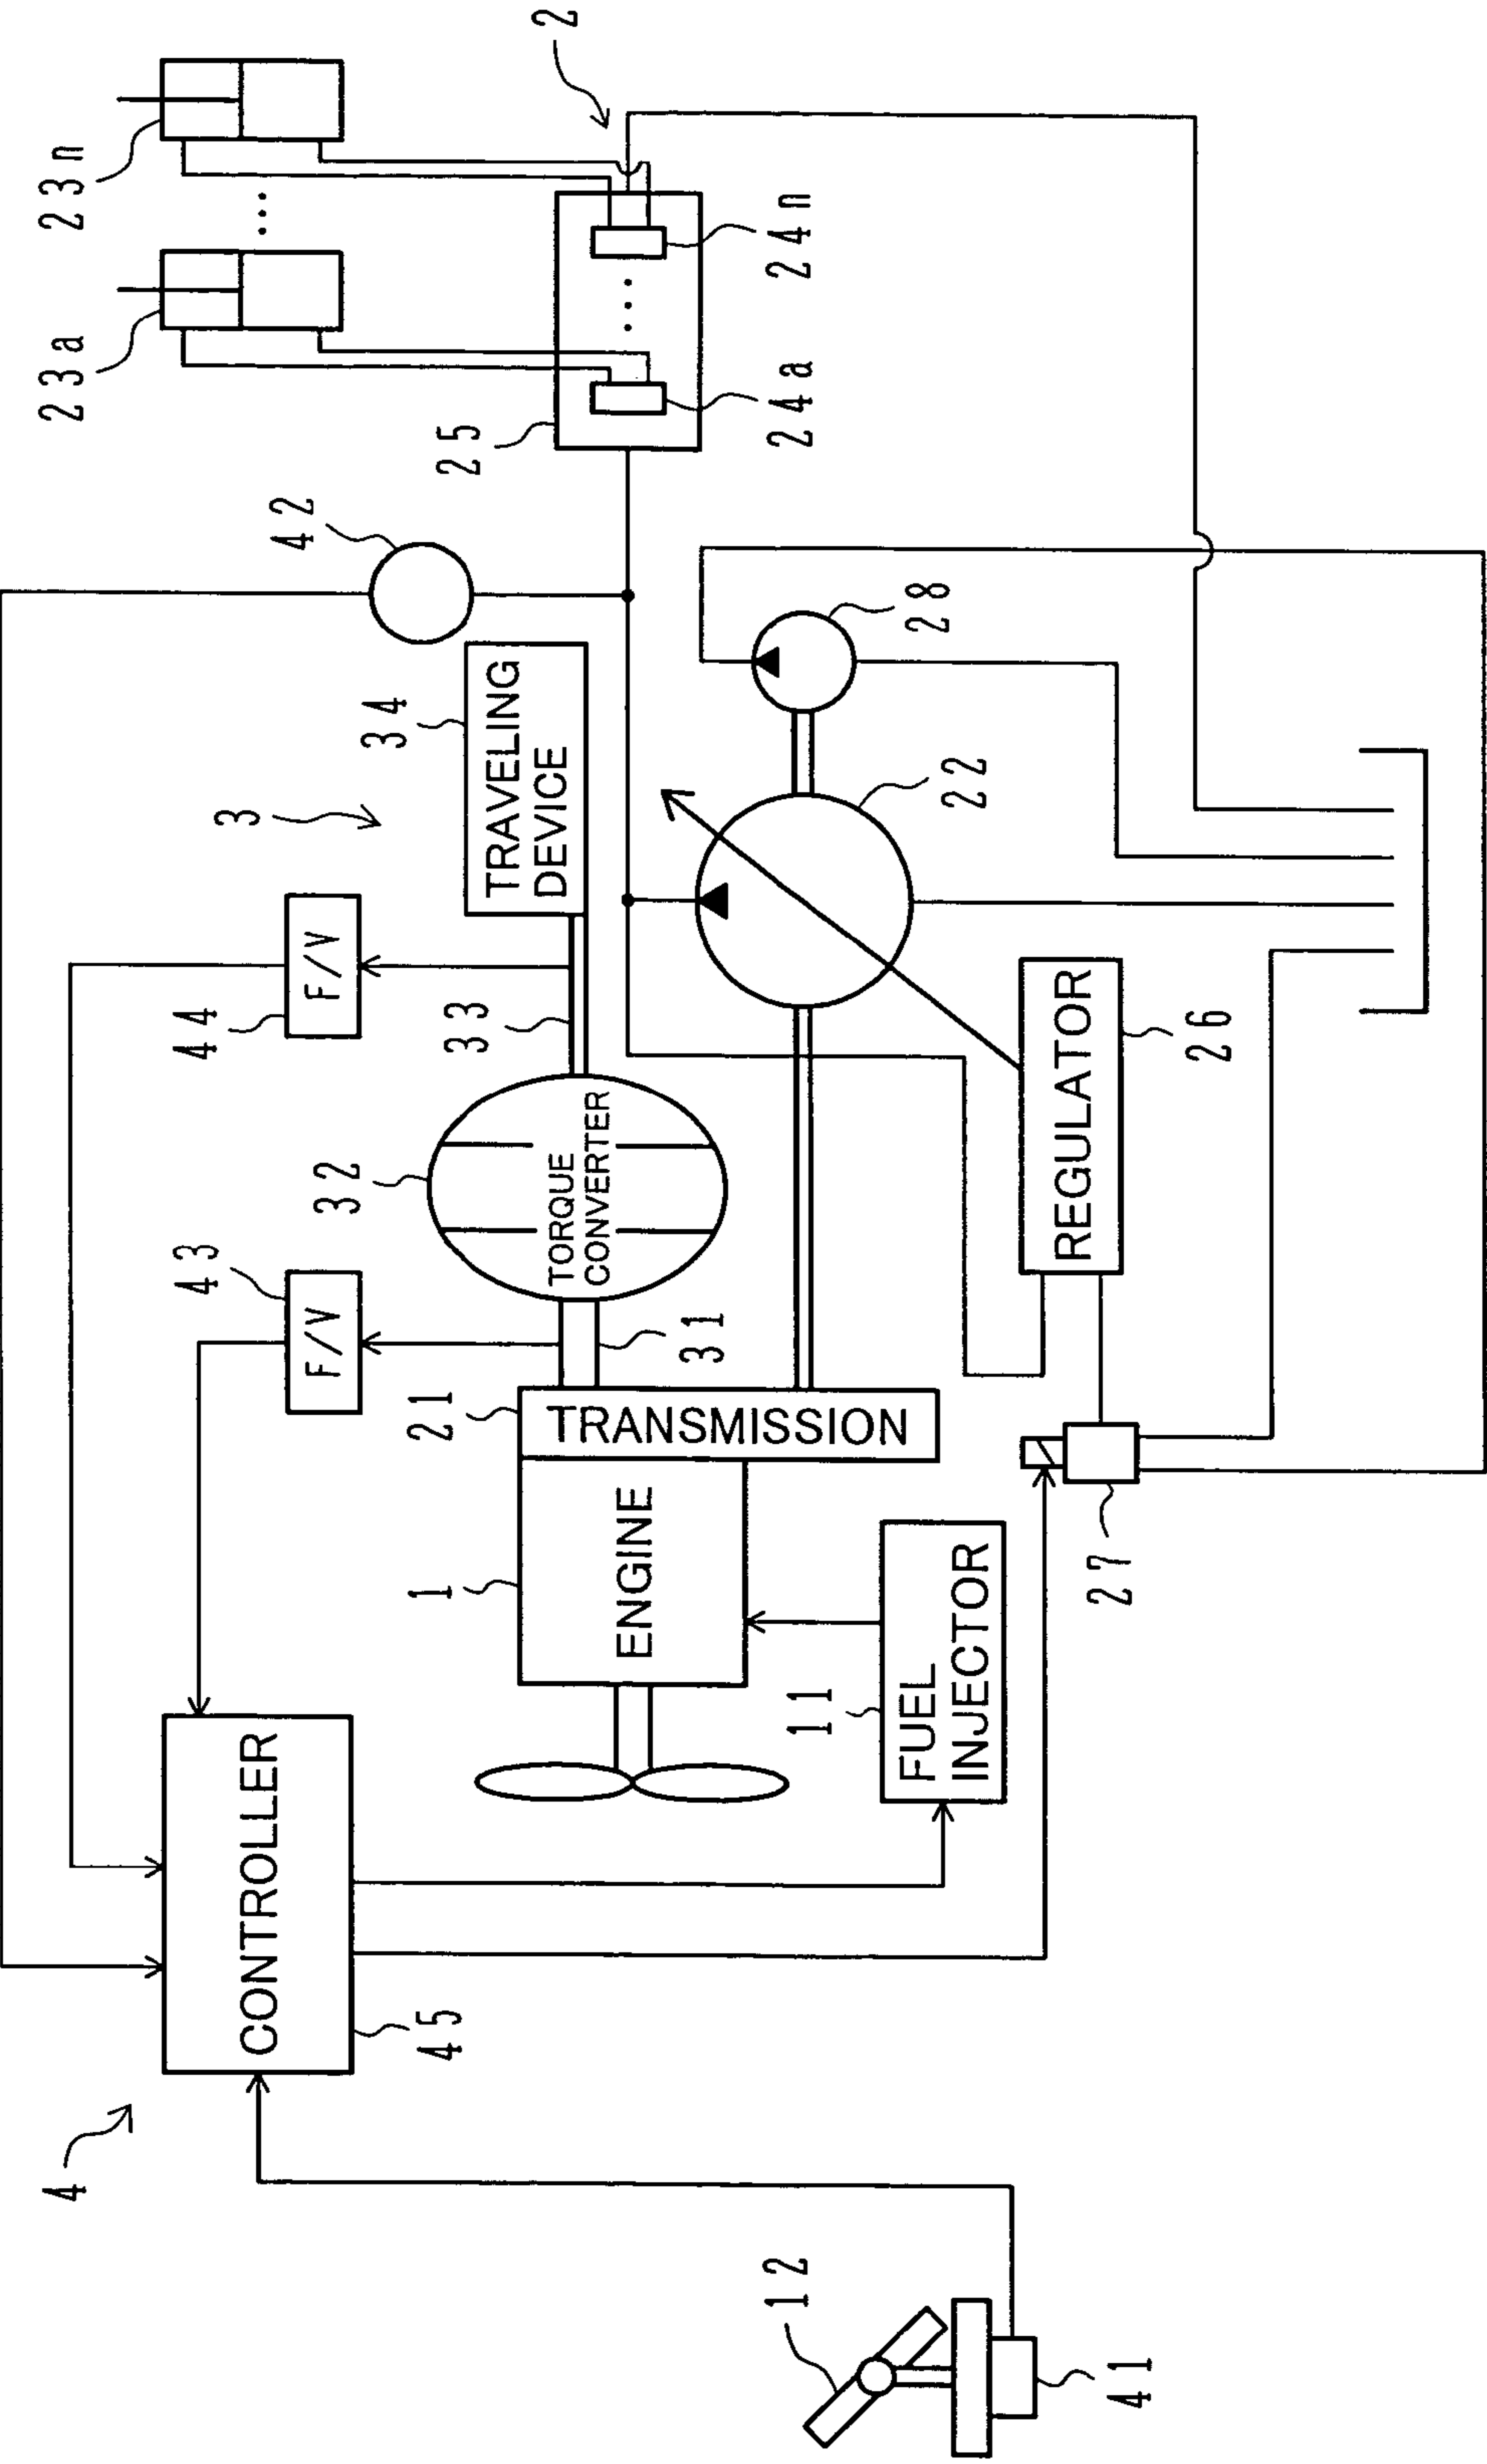 4
45
CONTROLLER
12
41
43
F/V
44
F/V
42
3
1
ENGINE
21
TRANSMISSION
31
32
TORQUE
CONVERTER
33
34
TRAVELING
DEVICE
11
FUEL
INJECTOR
27
REGULATOR
26
22
28
25
24a
24n
...
23a
...
23n
2